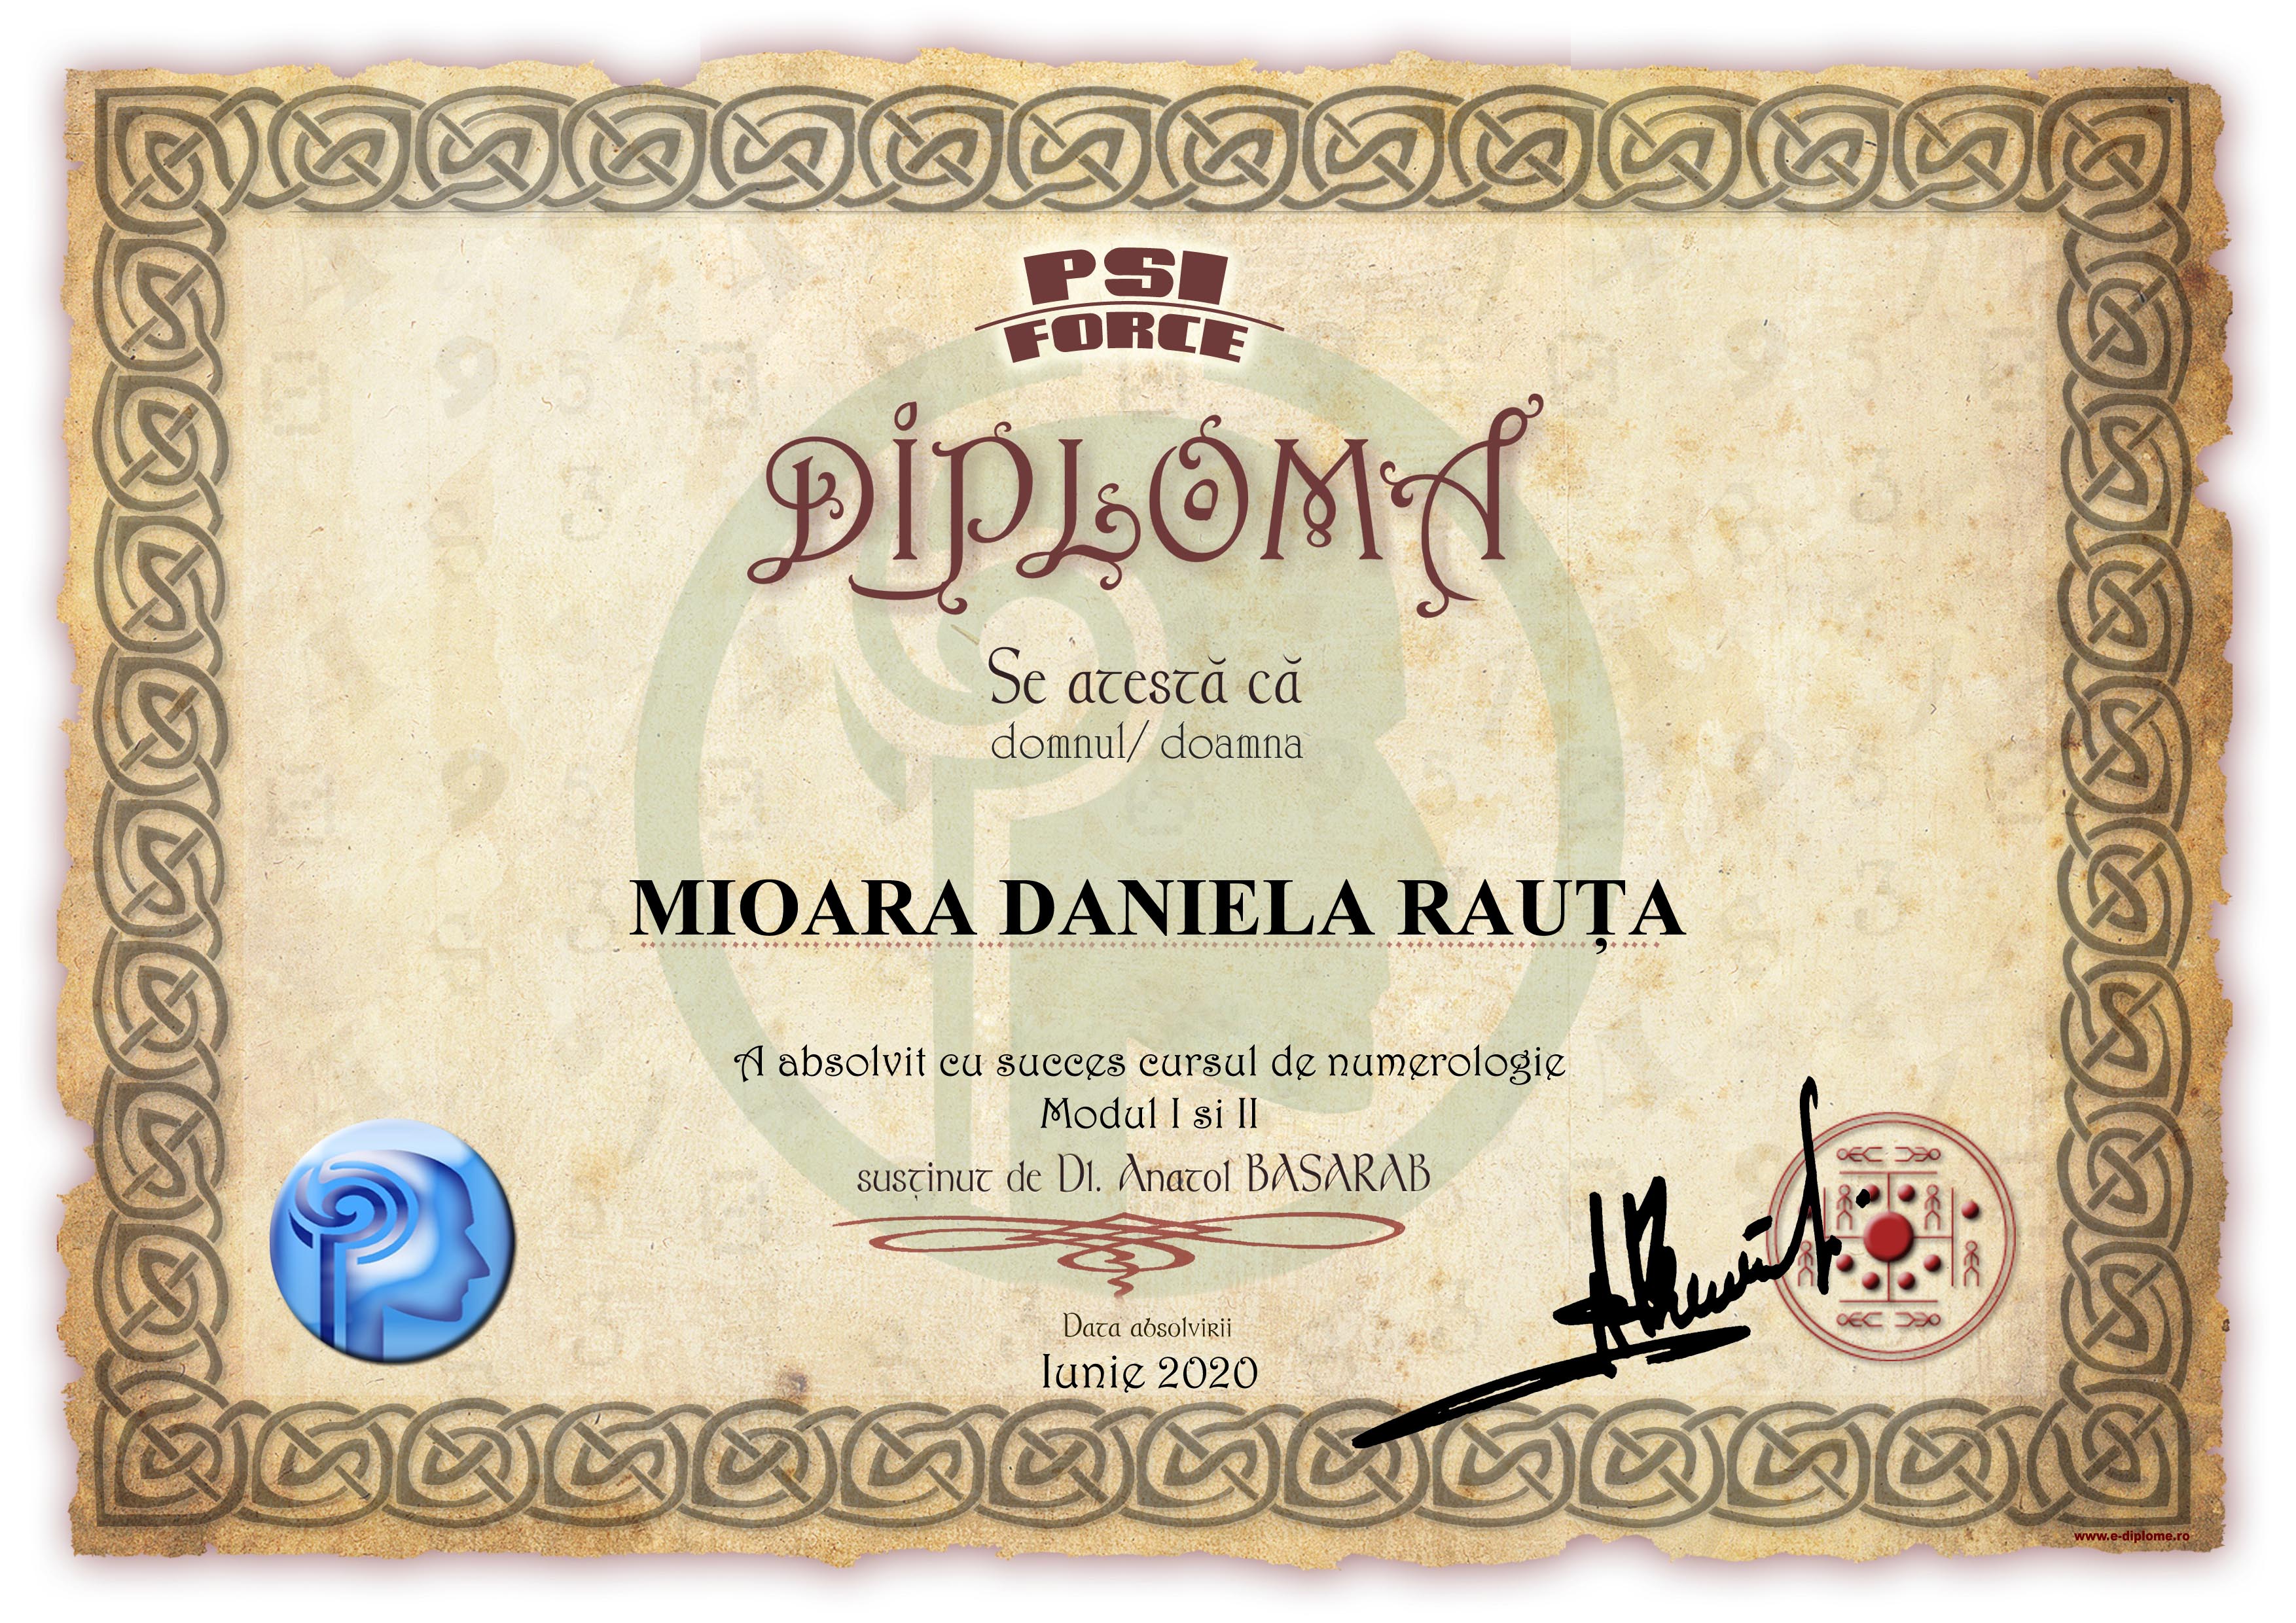 PSI
FORCE
DIPLOMA
Se atestă că
domnul/ doamna
MIOARA DANIELA RAUȚA
A absolvit cu succes cursul de numerologie
Modul I si II
susținut de Dl. Anatol BASARAB
Data absolvirii
Iunie 2020
www.e-diplome.ro